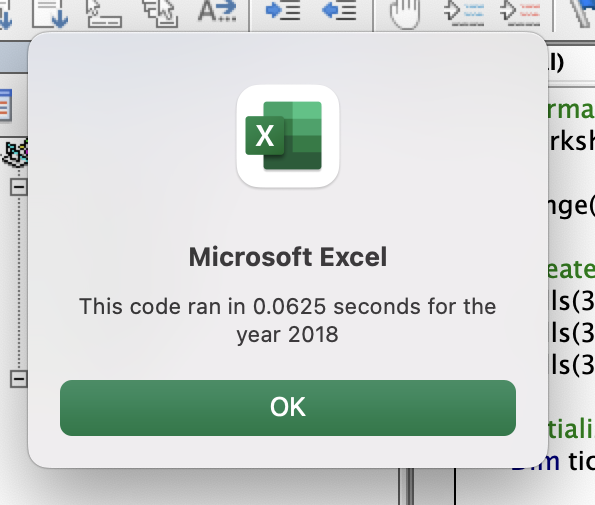 A
l)
rma
X
rksh
nge(
Microsoft Excel
eate
This code ran in 0.0625 seconds for the
ls(3
year 2018
ls(3
ls(3
OK
tiali
Dim tic